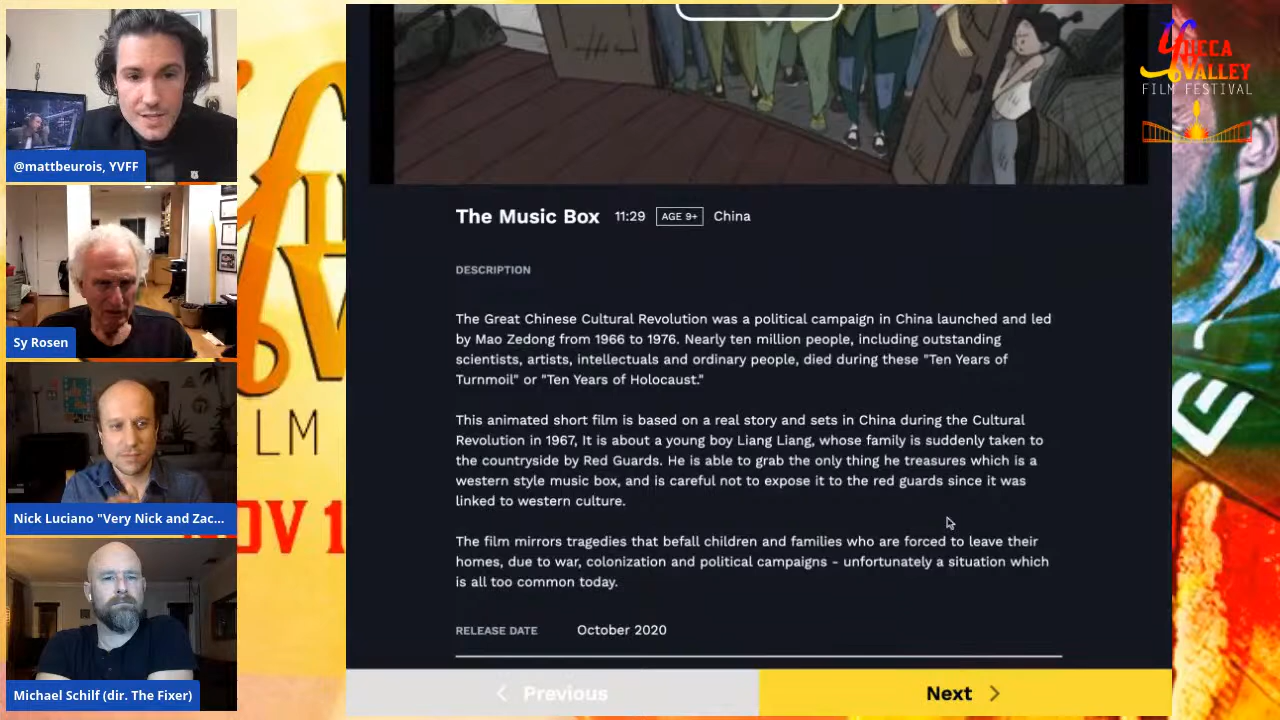 @mattbeurois, YVFF
Sy Rosen
Nick Luciano "Very Nick and Zac...
Michael Schilf (dir. The Fixer)
LM
OV 1
The Music Box 11:29 AGE 9+ China
DESCRIPTION
The Great Chinese Cultural Revolution was a political campaign in China launched and led
by Mao Zedong from 1966 to 1976. Nearly ten million people, including outstanding
scientists, artists, intellectuals and ordinary people, died during these "Ten Years of
Turnmoil" or "Ten Years of Holocaust."
This animated short film is based on a real story and sets in China during the Cultural
Revolution in 1967, It is about a young boy Liang Liang, whose family is suddenly taken to
the countryside by Red Guards. He is able to grab the only thing he treasures which is a
western style music box, and is careful not to expose it to the red guards since it was
linked to western culture.
The film mirrors tragedies that befall children and families who are forced to leave their
homes, due to war, colonization and political campaigns - unfortunately a situation which
is all too common today.
RELEASE DATE October 2020
Previous
Next
YUCCA
VALLEY
FILM FESTIVAL